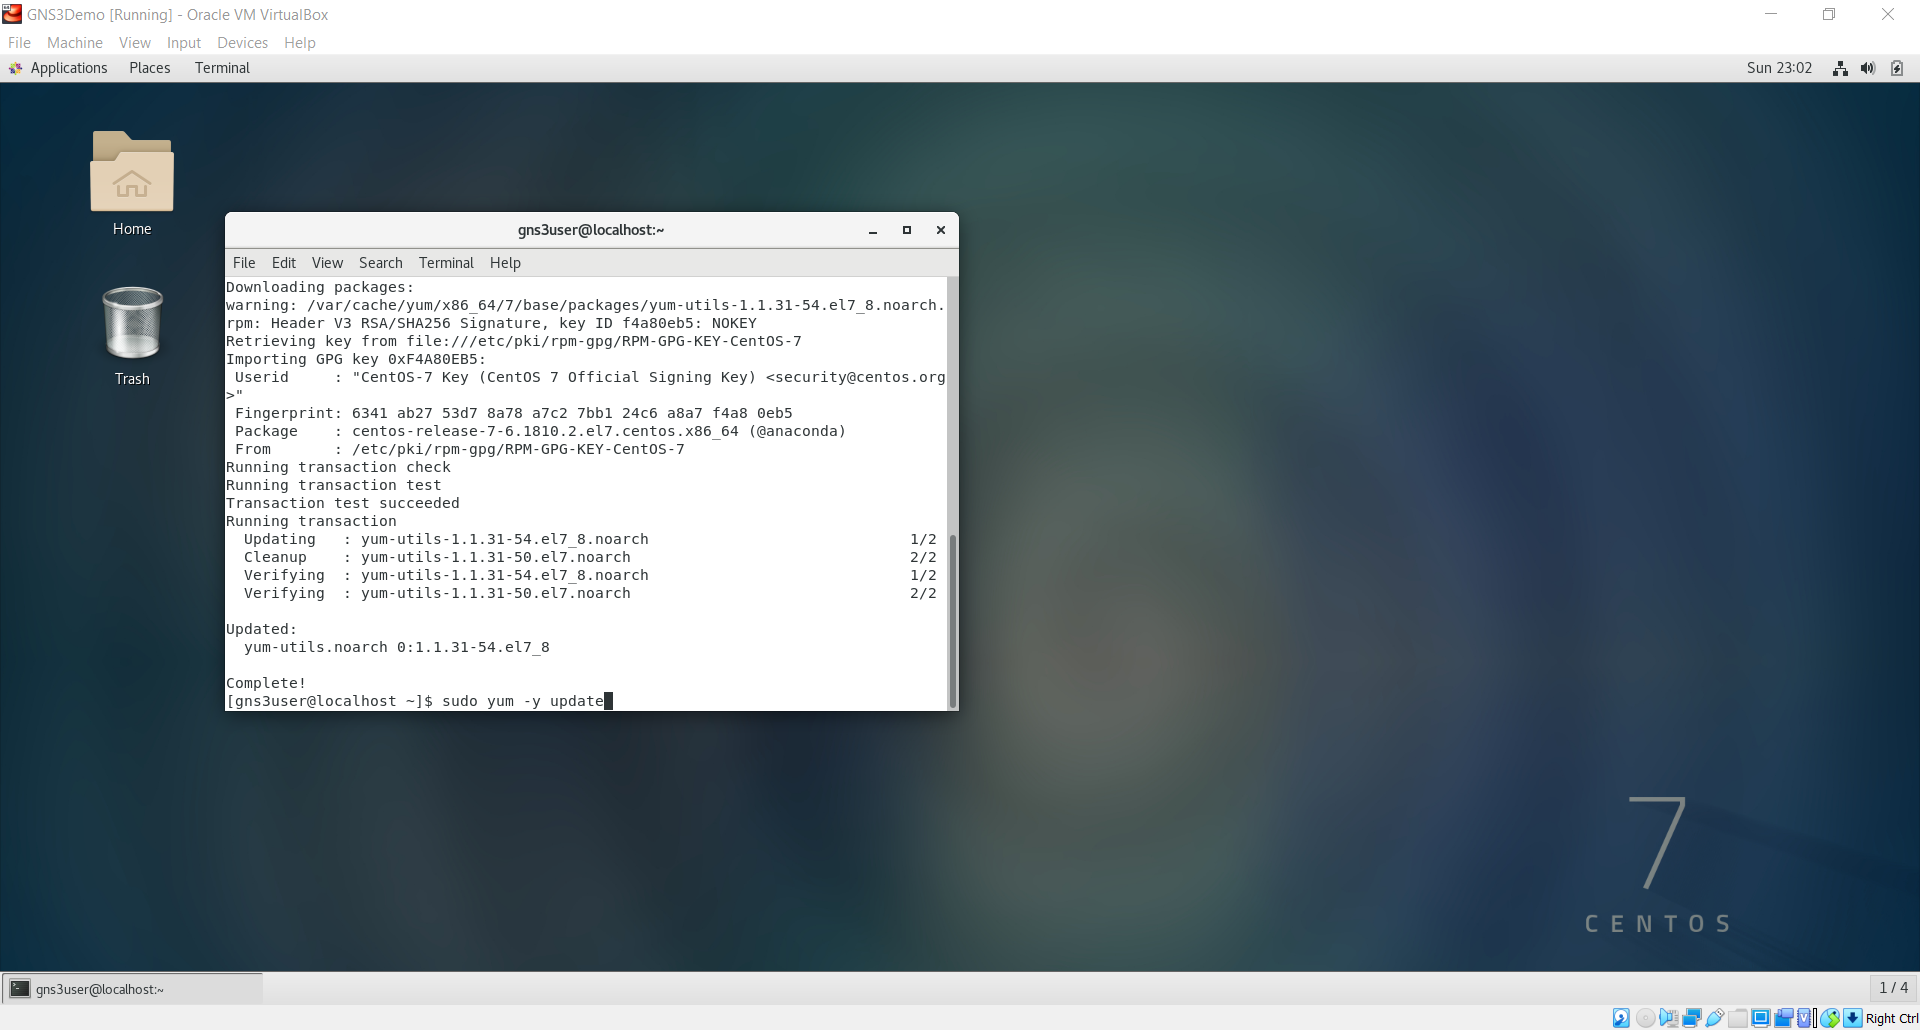 GNS3Demo [Running] - Oracle VM VirtualBox
File Machine View Input Devices Help
Applications Places Terminal Sun 23:02
Home
Trash
gns3user@localhost:~
File Edit View Search Terminal Help
Downloading packages:
warning: /var/cache/yum/x86_64/7/base/packages/yum-utils-1.1.31-54.el7_8.noarch.
rpm: Header V3 RSA/SHA256 Signature, key ID f4a80eb5: NOKEY
Retrieving key from file:///etc/pki/rpm-gpg/RPM-GPG-KEY-CentOS-7
Importing GPG key 0xF4A80EB5:
 Userid     : "CentOS-7 Key (CentOS 7 Official Signing Key) <security@centos.org
>"
 Fingerprint: 6341 ab27 53d7 8a78 a7c2 7bb1 24c6 a8a7 f4a8 0eb5
 Package    : centos-release-7-6.1810.2.el7.centos.x86_64 (@anaconda)
 From       : /etc/pki/rpm-gpg/RPM-GPG-KEY-CentOS-7
Running transaction check
Running transaction test
Transaction test succeeded
Running transaction
  Updating   : yum-utils-1.1.31-54.el7_8.noarch                             1/2
  Cleanup    : yum-utils-1.1.31-50.el7.noarch                               2/2
  Verifying  : yum-utils-1.1.31-54.el7_8.noarch                             1/2
  Verifying  : yum-utils-1.1.31-50.el7.noarch                               2/2
Updated:
  yum-utils.noarch 0:1.1.31-54.el7_8
Complete!
[gns3user@localhost ~]$ sudo yum -y update
7
CENTOS
gns3user@localhost:~ 1 / 4
Right Ctrl